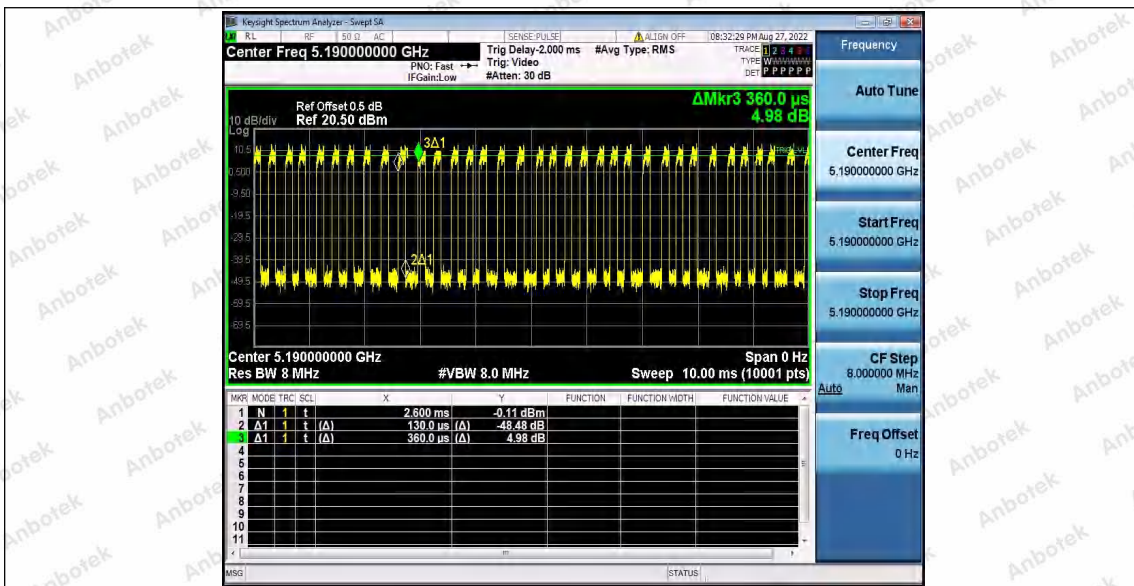 Keysight Spectrum Analyzer - Swept SA
RL RF 50 Ω AC SENSE:PULSE ALIGN OFF 08:32:29 PM Aug 27, 2022
Center Freq 5.190000000 GHz
PNO: Fast
IFGain:Low
Trig Delay-2.000 ms
Trig: Video
#Atten: 30 dB
#Avg Type: RMS
TRACE 1 2 3 4 5 6
TYPE W
DET P P P P P P
ΔMkr3 360.0 µs
4.98 dB
Ref Offset 0.5 dB
10 dB/div Ref 20.50 dBm
Log
10.5
0.500
-9.50
-19.5
-29.5
-39.5
-49.5
-59.5
-69.5
3Δ1
2Δ1
Center 5.190000000 GHz Span 0 Hz
Res BW 8 MHz #VBW 8.0 MHz Sweep 10.00 ms (10001 pts)
MKR MODE TRC SCL X Y FUNCTION FUNCTION WIDTH FUNCTION VALUE
1 N 1 t 2.600 ms -0.11 dBm
2 Δ1 1 t (Δ) 130.0 µs (Δ) -48.48 dB
3 Δ1 1 t (Δ) 360.0 µs (Δ) 4.98 dB
4
5
6
7
8
9
10
11
MSG STATUS
Frequency
Auto Tune
Center Freq
5.190000000 GHz
Start Freq
5.190000000 GHz
Stop Freq
5.190000000 GHz
CF Step
8.000000 MHz
Auto Man
Freq Offset
0 Hz
Anbotek